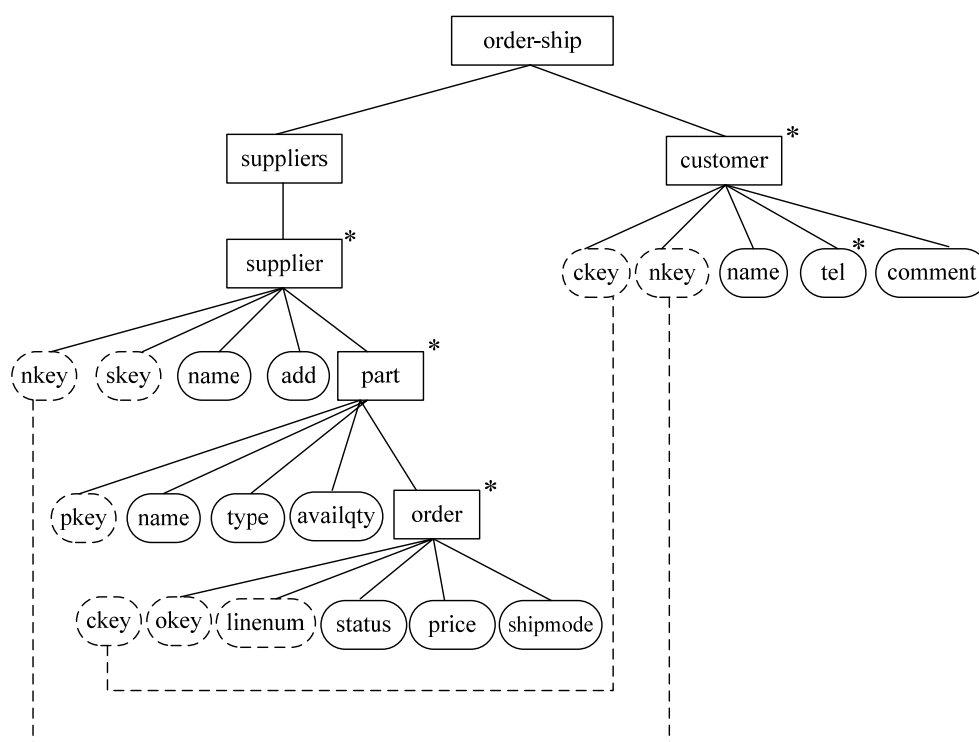 order-ship
suppliers
customer
*
supplier
*
ckey nkey name tel * comment
nkey skey name add part *
pkey name type availqty order *
ckey okey linenum status price shipmode